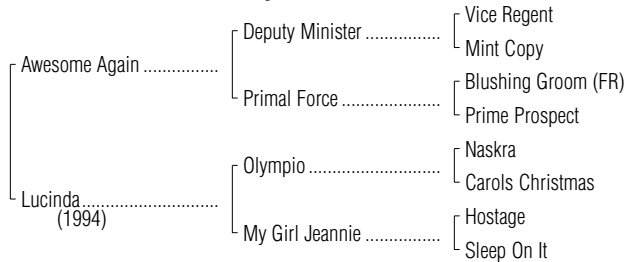 Vice Regent
Deputy Minister ..................
Mint Copy
Awesome Again ...............
Blushing Groom (FR)
Primal Force ......................
Prime Prospect
Naskra
Olympio ............................
Carols Christmas
Lucinda...........................
(1994)
Hostage
My Girl Jeannie .................
Sleep On It